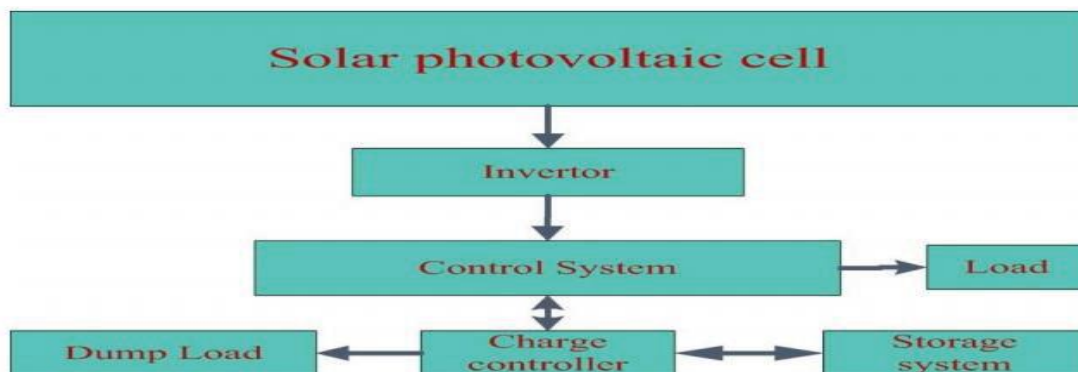 Solar photovoltaic cell
Invertor
Control System
Load
Dump Load
Charge
controller
Storage
system